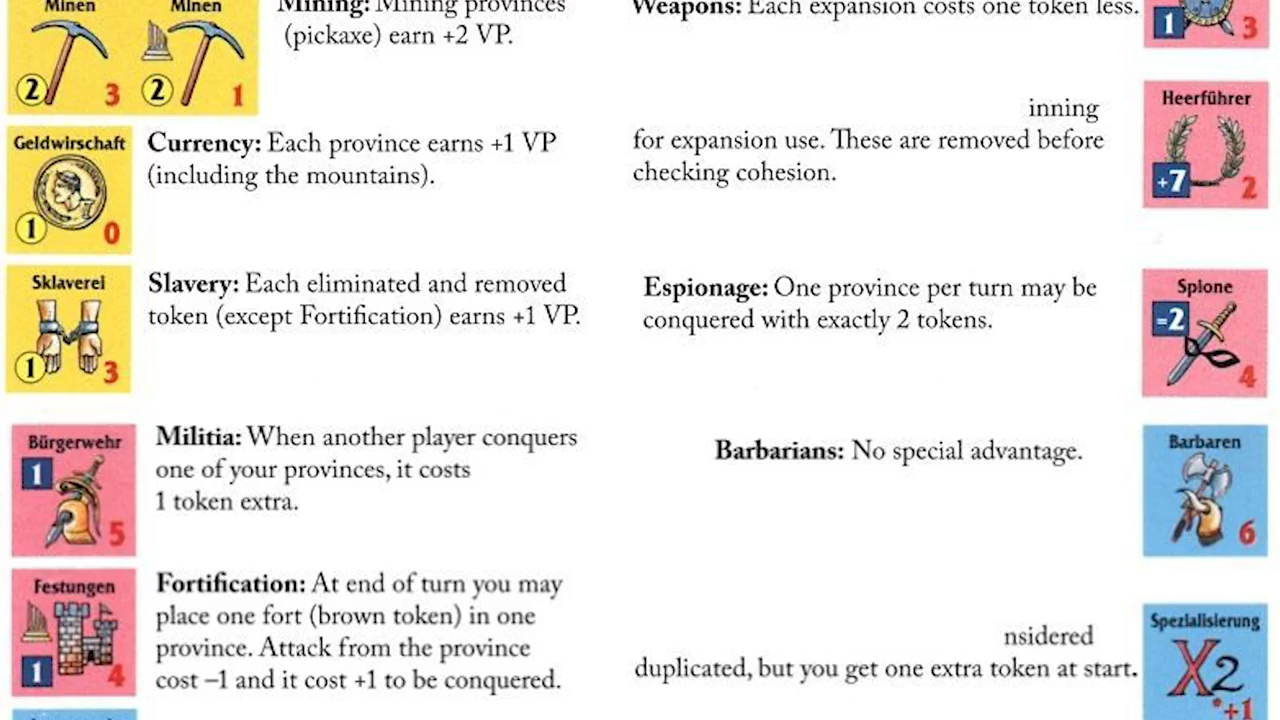 Minen
Minen
2
3
2
1
Mining: Mining provinces
(pickaxe) earn +2 VP.
Geldwirtschaft
1
0
Currency: Each province earns +1 VP
(including the mountains).
Sklaverei
1
3
Slavery: Each eliminated and removed
token (except Fortification) earns +1 VP.
Bürgerwehr
1
5
Militia: When another player conquers
one of your provinces, it costs
1 token extra.
Festungen
1
4
Fortification: At end of turn you may
place one fort (brown token) in one
province. Attack from the province
cost –1 and it cost +1 to be conquered.
Weapons: Each expansion costs one token less.
1
3
inning
for expansion use. These are removed before
checking cohesion.
Heerführer
+7
2
Espionage: One province per turn may be
conquered with exactly 2 tokens.
Spione
=2
4
Barbarians: No special advantage.
Barbaren
6
nsidered
duplicated, but you get one extra token at start.
Spezialisierung
X2
*+1